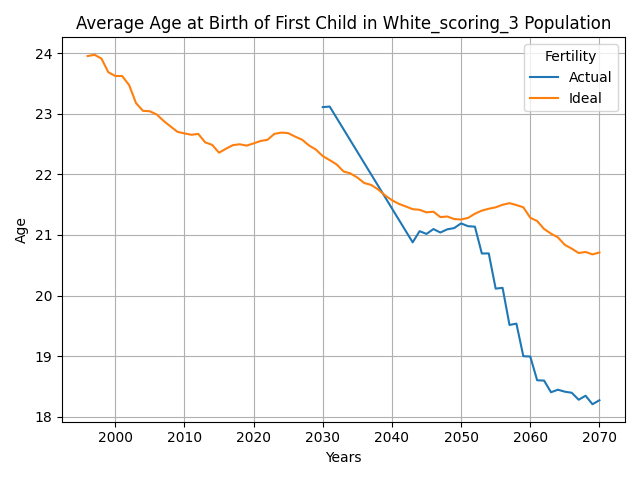 Average Age at Birth of First Child in White_scoring_3 Population
Fertility
Actual
Ideal
Age
24
23
22
21
20
19
18
2000 2010 2020 2030 2040 2050 2060 2070
Years